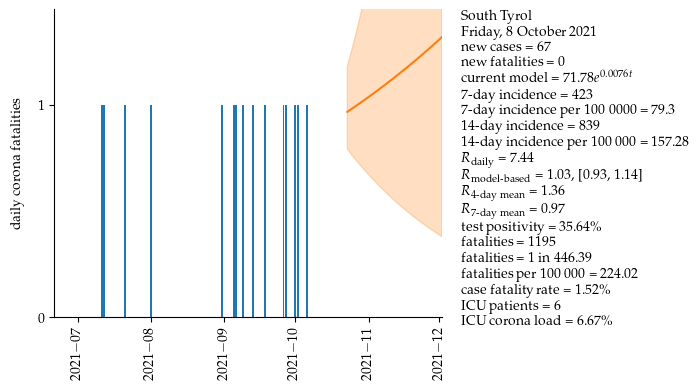 daily corona fatalities
1
0
2021−07
2021−08
2021−09
2021−10
2021−11
2021−12
South Tyrol
Friday, 8 October 2021
new cases = 67
new fatalities = 0
current model = 71.78e^{0.0076t}
7-day incidence = 423
7-day incidence per 100 0000 = 79.3
14-day incidence = 839
14-day incidence per 100 000 = 157.28
R_daily = 7.44
R_model-based = 1.03, [0.93, 1.14]
R_4-day mean = 1.36
R_7-day mean = 0.97
test positivity = 35.64%
fatalities = 1195
fatalities = 1 in 446.39
fatalities per 100 000 = 224.02
case fatality rate = 1.52%
ICU patients = 6
ICU corona load = 6.67%